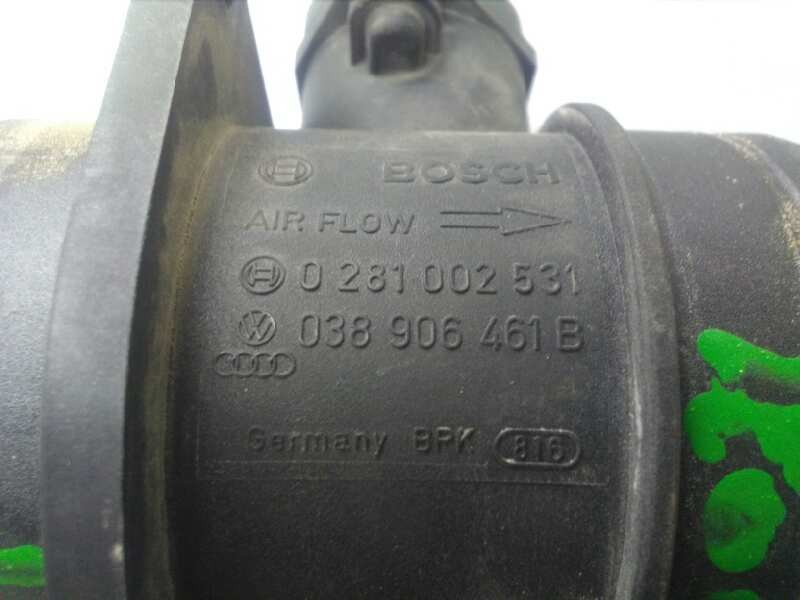 BOSCH
AIR FLOW
0 281 002 531
038 906 461 B
Germany BPK 816